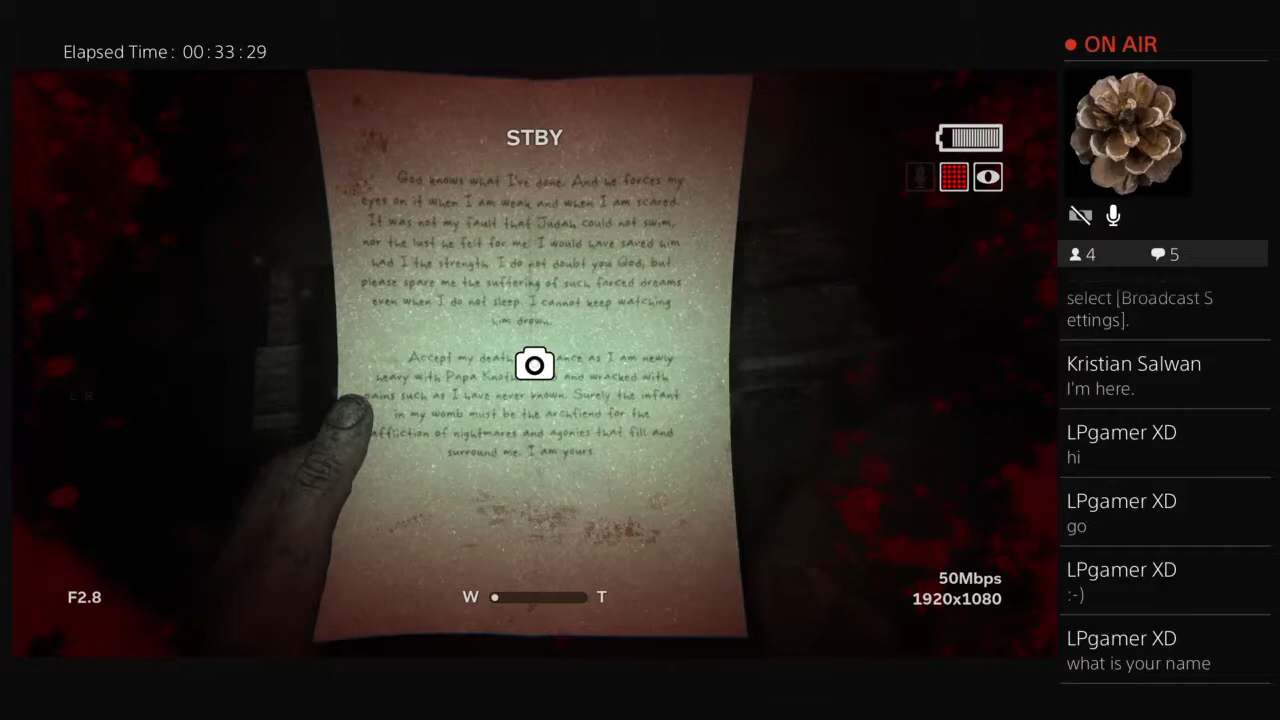 Elapsed Time: 00:33:29
ON AIR
STBY
4
5
God knows what I've done. And he forces my
eyes on it when I am weak and when I am scared.
It was not my fault that Judah could not swim,
nor the lust he felt for me. I would have saved him
had I the strength. I do not doubt you God, but
please spare me the suffering of such forced dreams
even when I do not sleep. I cannot keep watching
him drown.
Accept my death as I am newly
heavy with Papa and wracked with
pains such as I have never known. Surely the infant
in my womb must be the archfiend for the
affliction of nightmares and agonies that fill and
surround me. I am yours.
L R
F2.8
W T
50Mbps
1920x1080
select [Broadcast S
ettings].
Kristian Salwan
I'm here.
LPgamer XD
hi
LPgamer XD
go
LPgamer XD
:-)
LPgamer XD
what is your name